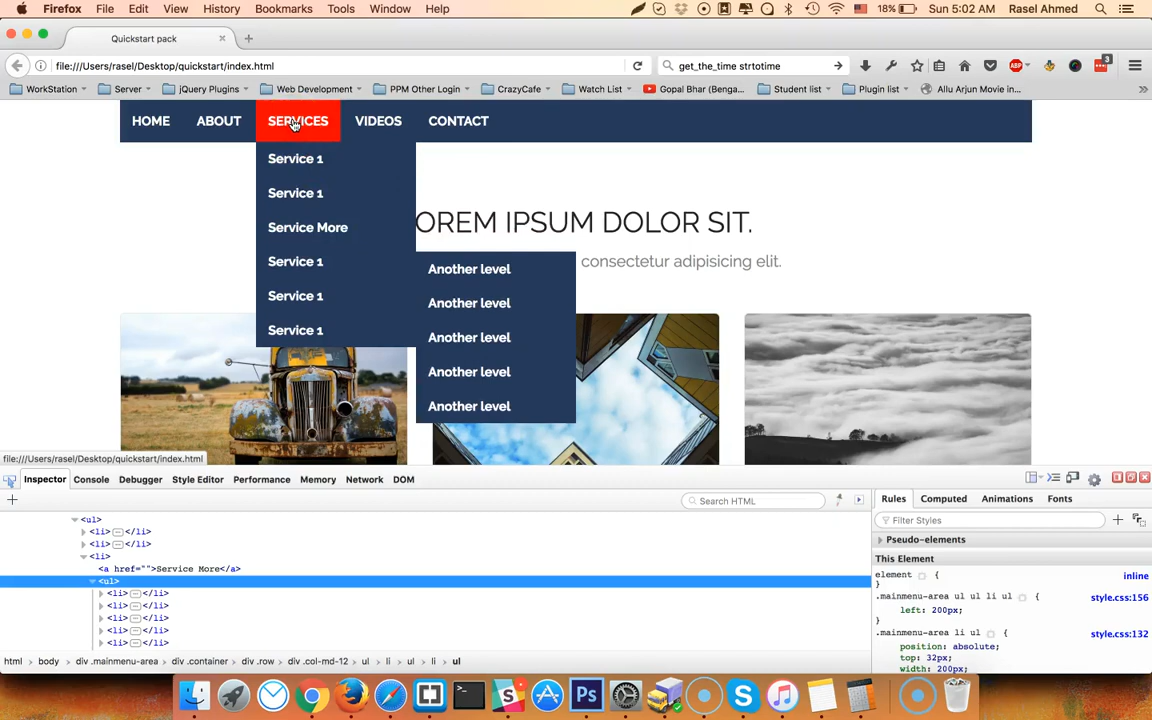 Firefox File Edit View History Bookmarks Tools Window Help 18% Sun 5:02 AM Rasel Ahmed
Quickstart pack
file:///Users/rasel/Desktop/quickstart/index.html get_the_time strtotime ABP 3
WorkStation Server jQuery Plugins Web Development PPM Other Login CrazyCafe Watch List Gopal Bhar (Benga... Student list Plugin list Allu Arjun Movie in...
HOME ABOUT SERVICES VIDEOS CONTACT
Service 1
Service 1
Service More
Service 1
Service 1
Service 1
Another level
Another level
Another level
Another level
Another level
OREM IPSUM DOLOR SIT.
consectetur adipisicing elit.
file:///Users/rasel/Desktop/quickstart/index.html
Inspector Console Debugger Style Editor Performance Memory Network DOM
Search HTML
<ul>
<li></li>
<li></li>
<li>
<a href="">Service More</a>
<ul>
<li></li>
<li></li>
<li></li>
<li></li>
<li></li>
html body div.mainmenu-area div.container div.row div.col-md-12 ul li ul li ul
Rules Computed Animations Fonts
Filter Styles
Pseudo-elements
This Element
element { inline
}
.mainmenu-area ul ul li ul { style.css:156
left: 200px;
}
.mainmenu-area li ul { style.css:132
position: absolute;
top: 32px;
width: 200px;
Ps